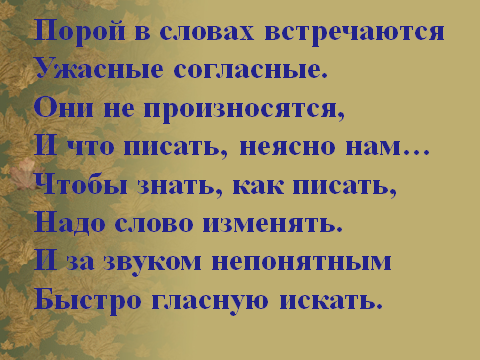 Порой в словах встречаются
Ужасные согласные.
Они не произносятся,
И что писать, неясно нам…
Чтобы знать, как писать,
Надо слово изменять.
И за звуком непонятным
Быстро гласную искать.